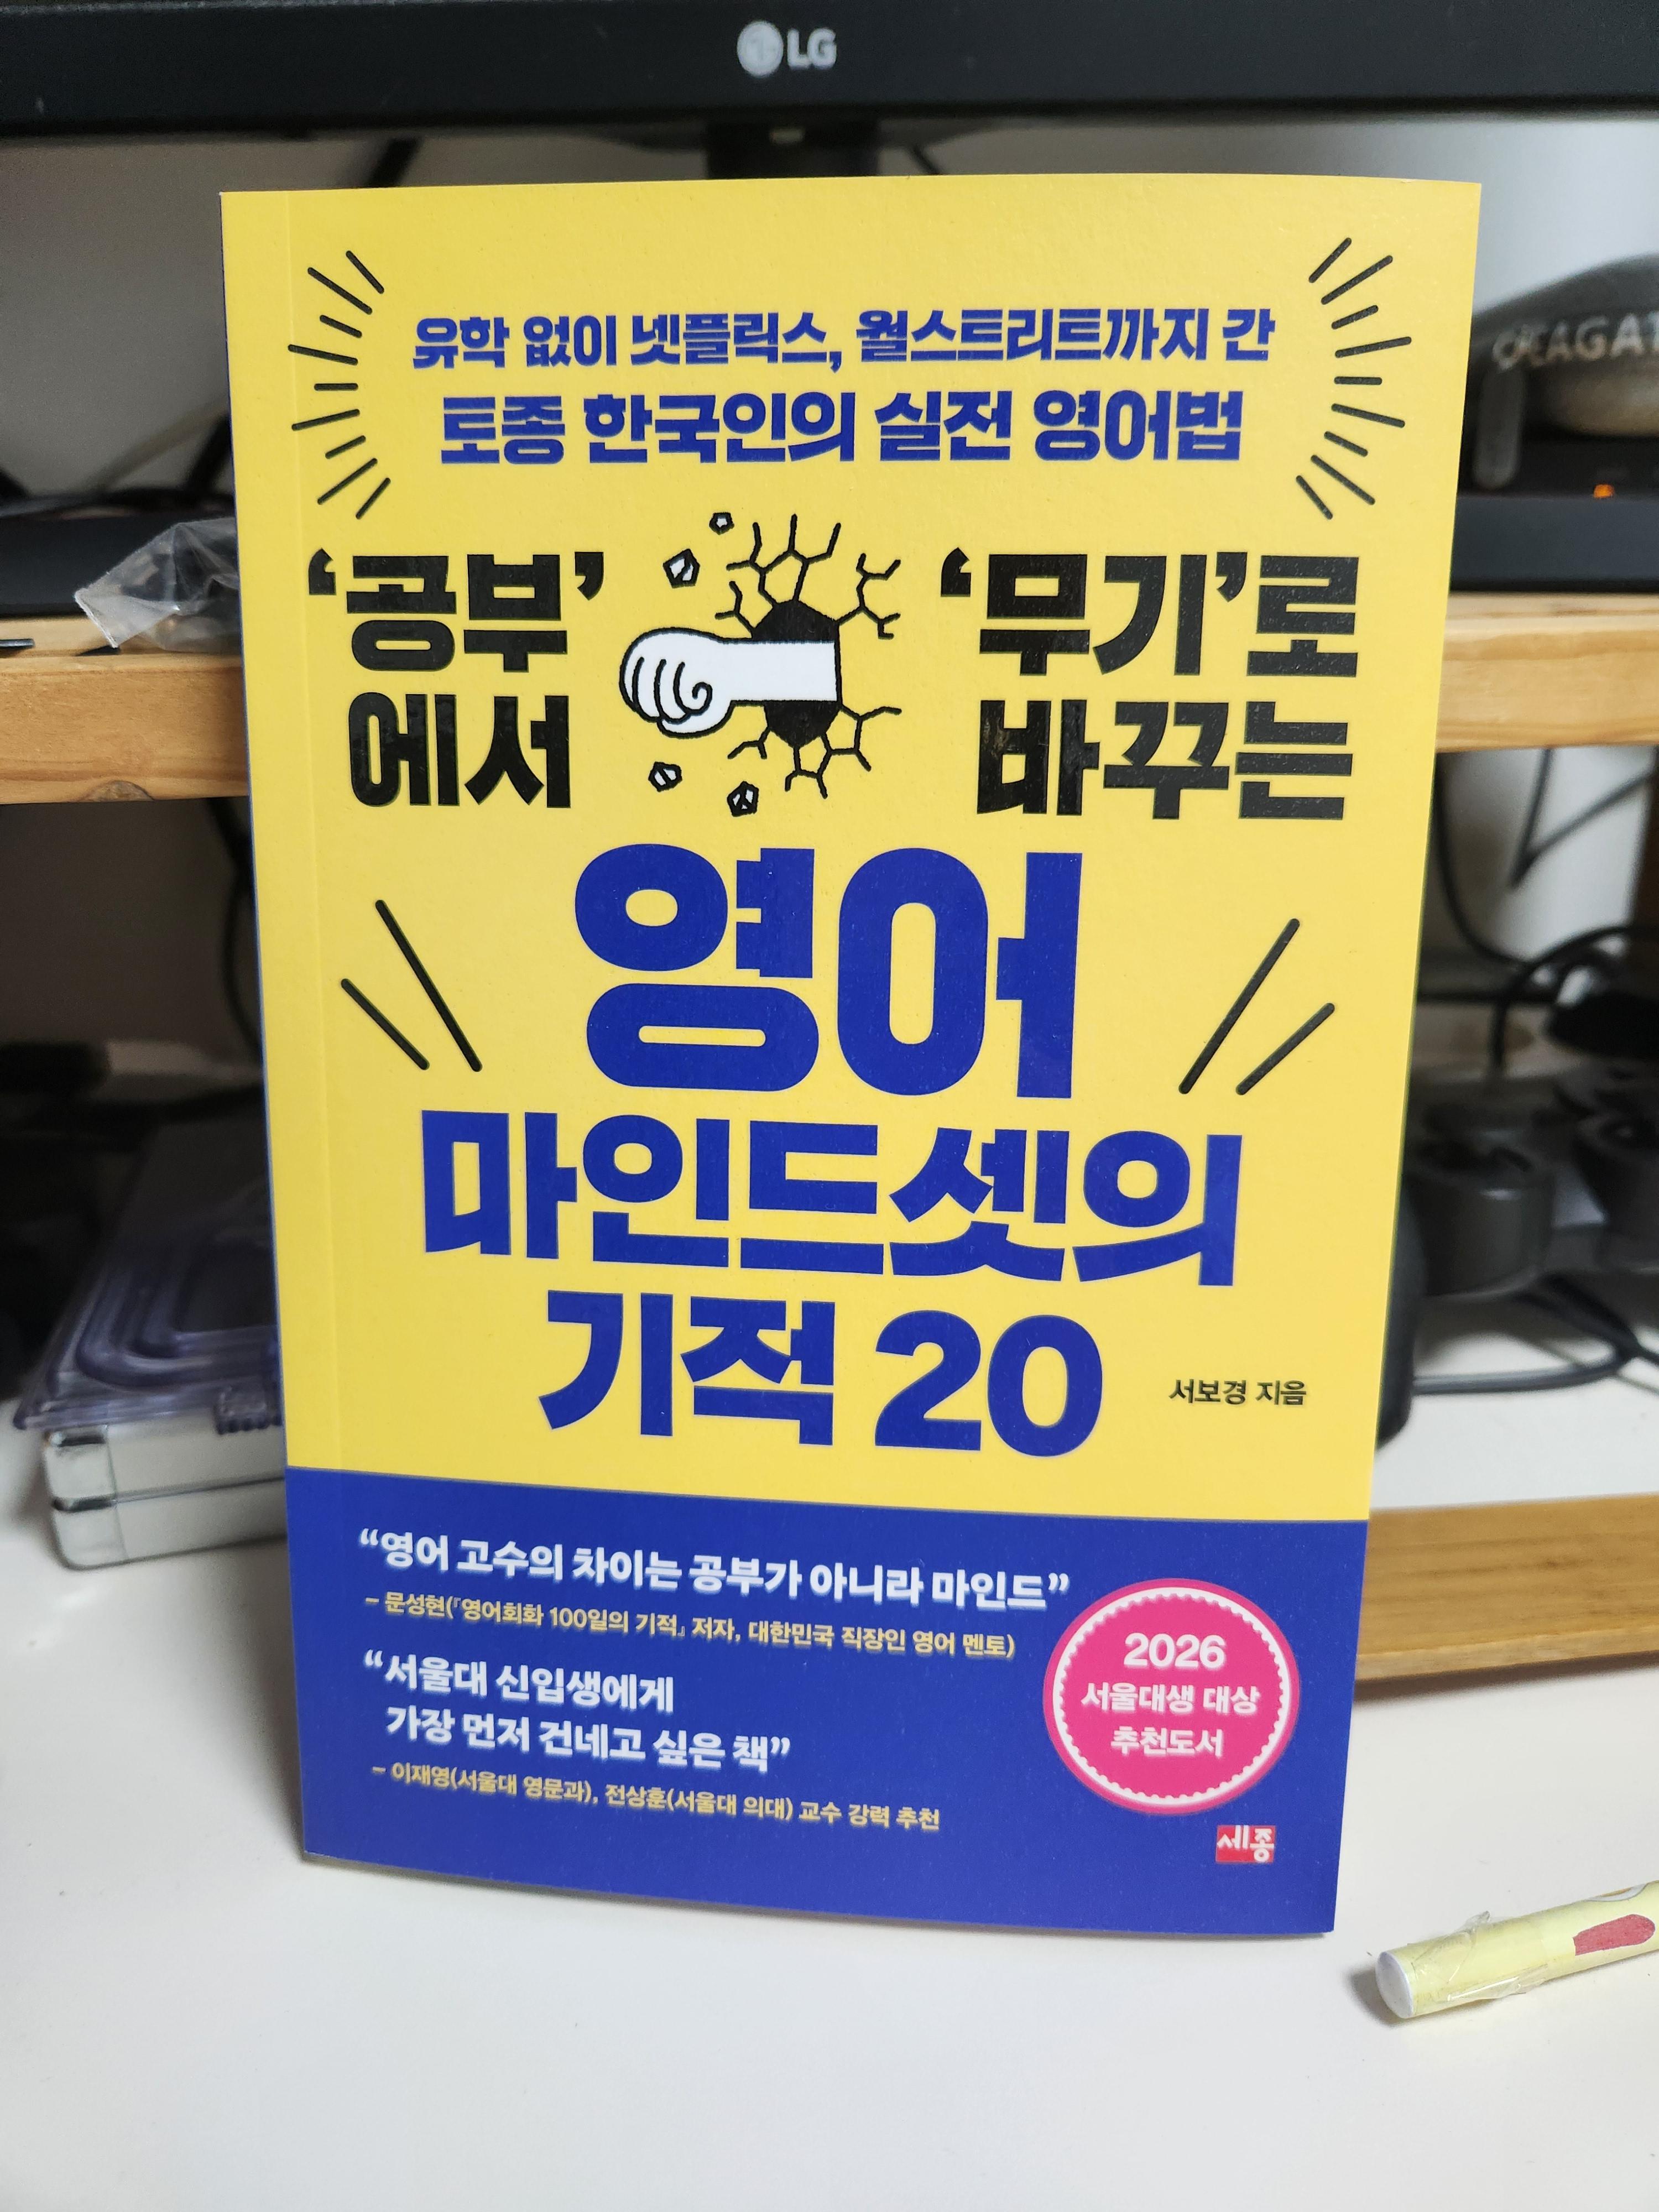 LG
유학 없이 넷플릭스, 월스트리트까지 간
토종 한국인의 실전 영어법
‘공부’
에서
‘무기’로
바꾸는
영어
마인드셋의
기적 20
서보경 지음
“영어 고수의 차이는 공부가 아니라 마인드”
– 문성현(『영어회화 100일의 기적』 저자, 대한민국 직장인 영어 멘토)
“서울대 신입생에게
가장 먼저 건네고 싶은 책”
– 이재영(서울대 영문과), 전상훈(서울대 의대) 교수 강력 추천
2026
서울대생 대상
추천도서
세종